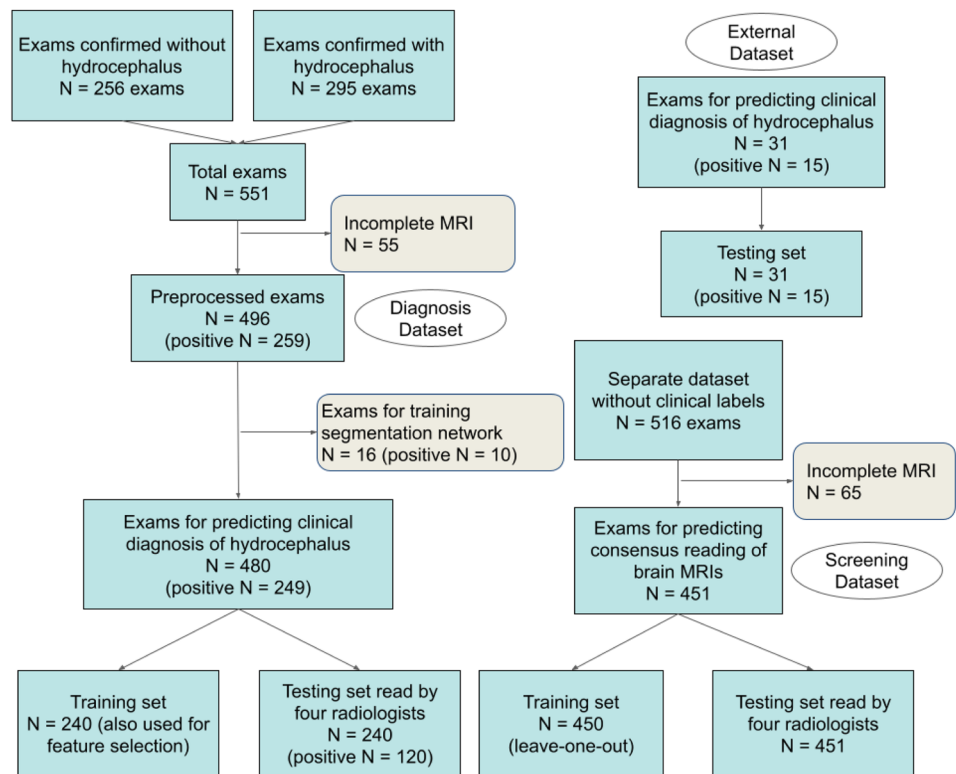 Exams confirmed without
hydrocephalus
N = 256 exams
Exams confirmed with
hydrocephalus
N = 295 exams
Total exams
N = 551
Incomplete MRI
N = 55
Preprocessed exams
N = 496
(positive N = 259)
Diagnosis
Dataset
Exams for training
segmentation network
N = 16 (positive N = 10)
Exams for predicting clinical
diagnosis of hydrocephalus
N = 480
(positive N = 249)
Training set
N = 240 (also used for
feature selection)
Testing set read by
four radiologists
N = 240
(positive N = 120)
External
Dataset
Exams for predicting clinical
diagnosis of hydrocephalus
N = 31
(positive N = 15)
Testing set
N = 31
(positive N = 15)
Separate dataset
without clinical labels
N = 516 exams
Incomplete MRI
N = 65
Exams for predicting
consensus reading of
brain MRIs
N = 451
Screening
Dataset
Training set
N = 450
(leave-one-out)
Testing set read by
four radiologists
N = 451